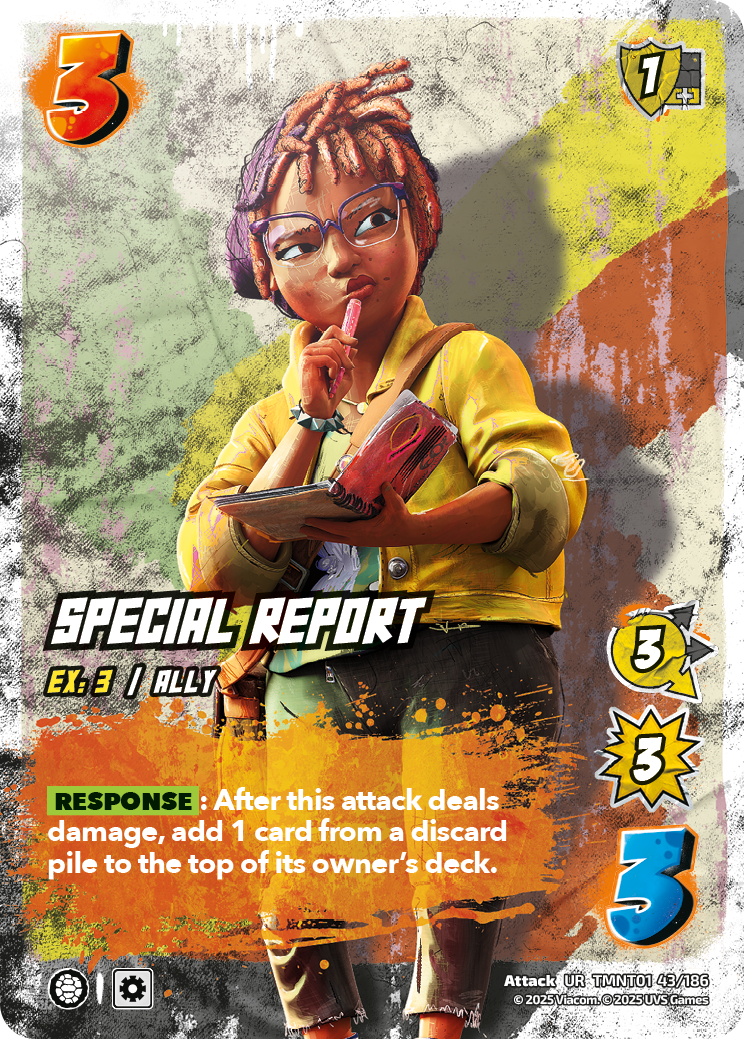 3
1
SPECIAL REPORT
EX: 3 | ALLY
3
3
RESPONSE : After this attack deals
damage, add 1 card from a discard
pile to the top of its owner's deck.
3
Attack UR TMNT01 43/186
© 2025 Viacom. © 2025 UVS Games